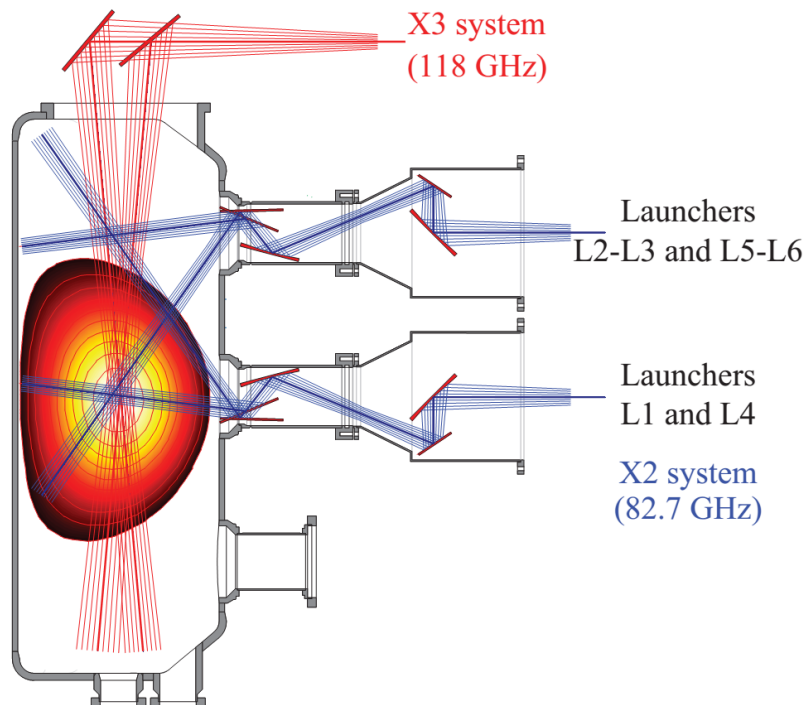 X3 system
(118 GHz)
Launchers
L2-L3 and L5-L6
Launchers
L1 and L4
X2 system
(82.7 GHz)